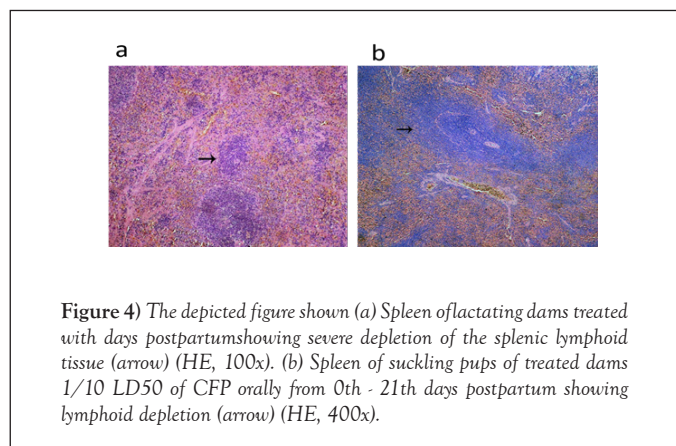 a
b
Figure 4) The depicted figure shown (a) Spleen oflactating dams treated
with days postpartumshowing severe depletion of the splenic lymphoid
tissue (arrow) (HE, 100x). (b) Spleen of suckling pups of treated dams
1/10 LD50 of CFP orally from 0th - 21th days postpartum showing
lymphoid depletion (arrow) (HE, 400x).